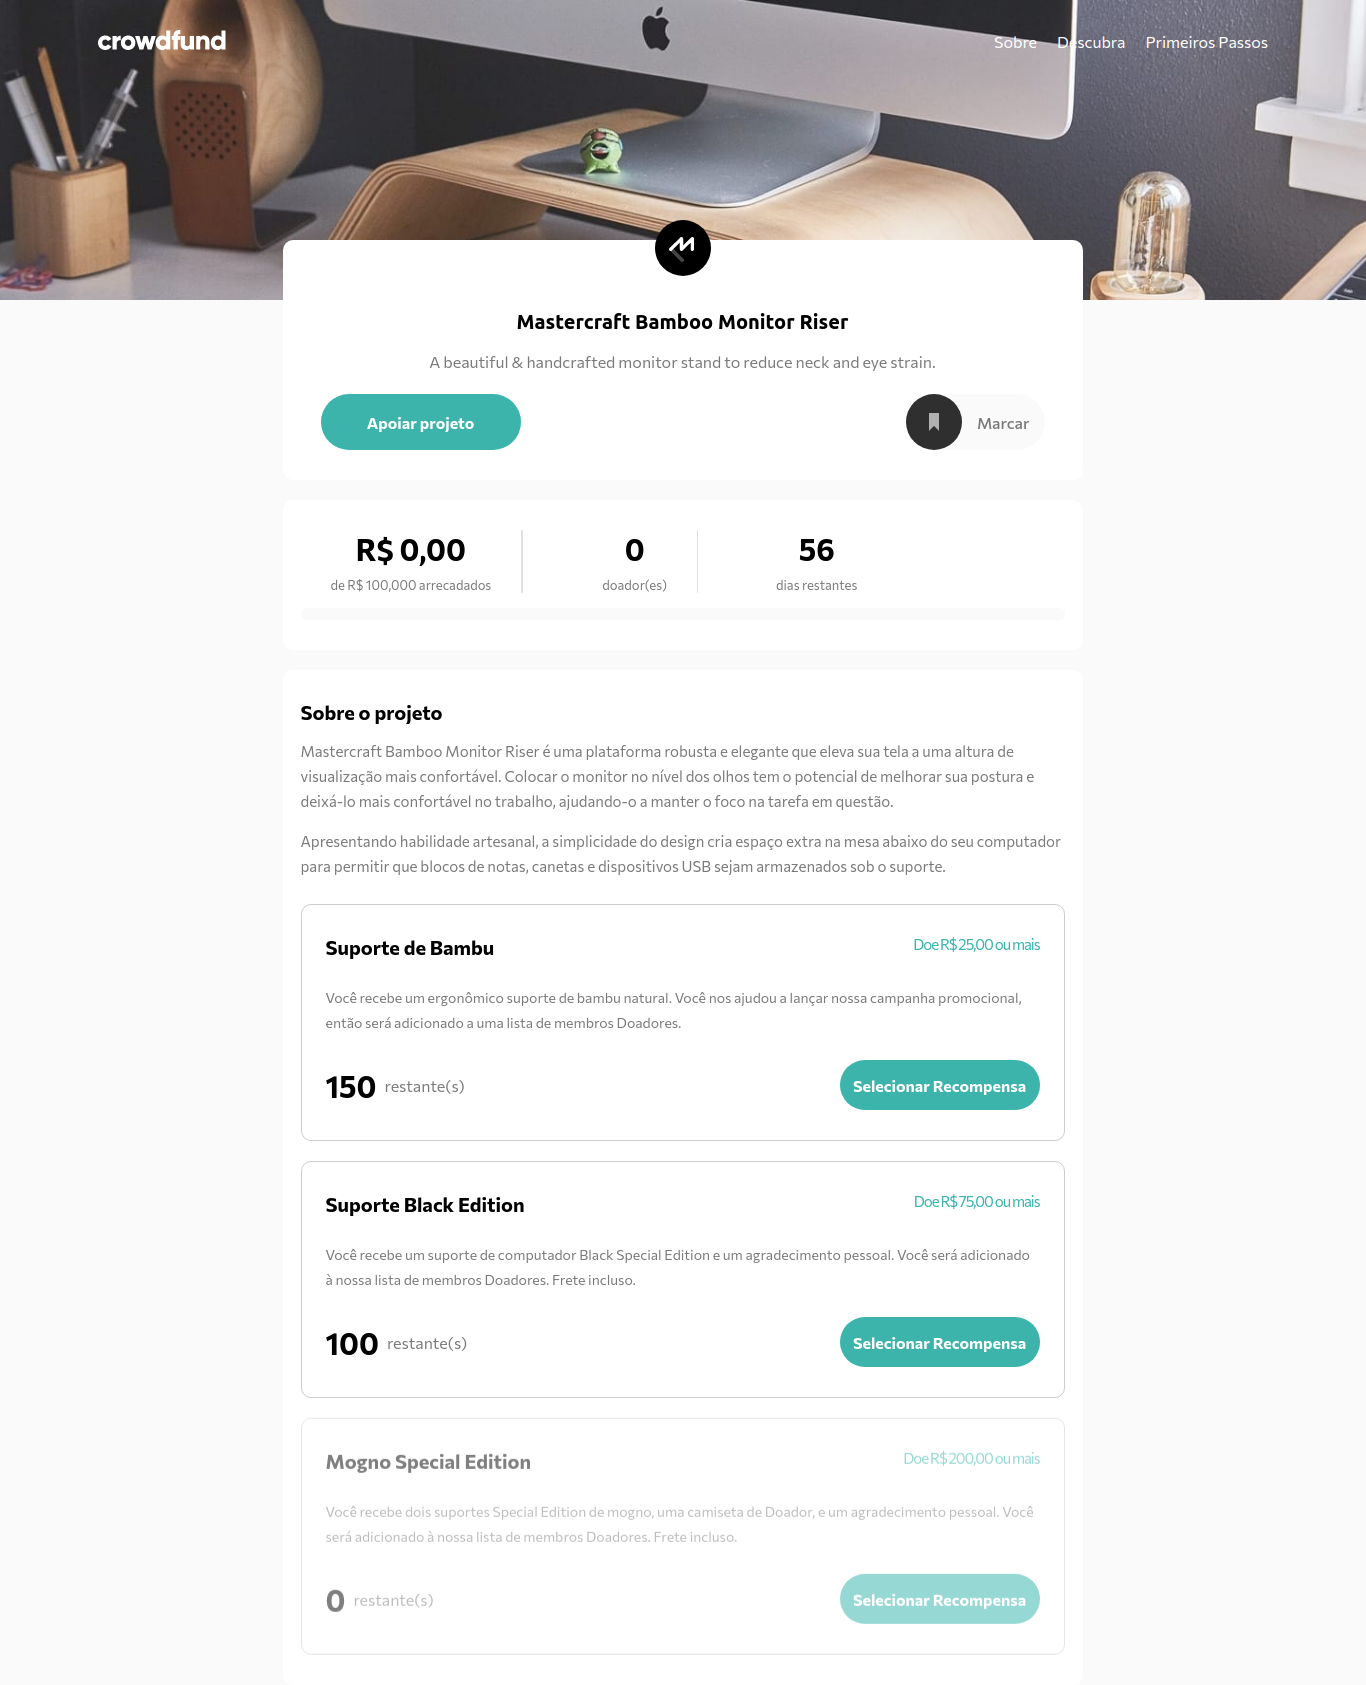 crowdfund
Sobre Descubra Primeiros Passos
Mastercraft Bamboo Monitor Riser
A beautiful & handcrafted monitor stand to reduce neck and eye strain.
Apoiar projeto
Marcar
R$ 0,00
de R$ 100,000 arrecadados
0
doador(es)
56
dias restantes
Sobre o projeto
Mastercraft Bamboo Monitor Riser é uma plataforma robusta e elegante que eleva sua tela a uma altura de
visualização mais confortável. Colocar o monitor no nível dos olhos tem o potencial de melhorar sua postura e
deixá-lo mais confortável no trabalho, ajudando-o a manter o foco na tarefa em questão.
Apresentando habilidade artesanal, a simplicidade do design cria espaço extra na mesa abaixo do seu computador
para permitir que blocos de notas, canetas e dispositivos USB sejam armazenados sob o suporte.
Suporte de Bambu
Doe R$ 25,00 ou mais
Você recebe um ergonômico suporte de bambu natural. Você nos ajudou a lançar nossa campanha promocional,
então será adicionado a uma lista de membros Doadores.
150 restante(s)
Selecionar Recompensa
Suporte Black Edition
Doe R$ 75,00 ou mais
Você recebe um suporte de computador Black Special Edition e um agradecimento pessoal. Você será adicionado
à nossa lista de membros Doadores. Frete incluso.
100 restante(s)
Selecionar Recompensa
Mogno Special Edition
Doe R$ 200,00 ou mais
Você recebe dois suportes Special Edition de mogno, uma camiseta de Doador, e um agradecimento pessoal. Você
será adicionado à nossa lista de membros Doadores. Frete incluso.
0 restante(s)
Selecionar Recompensa